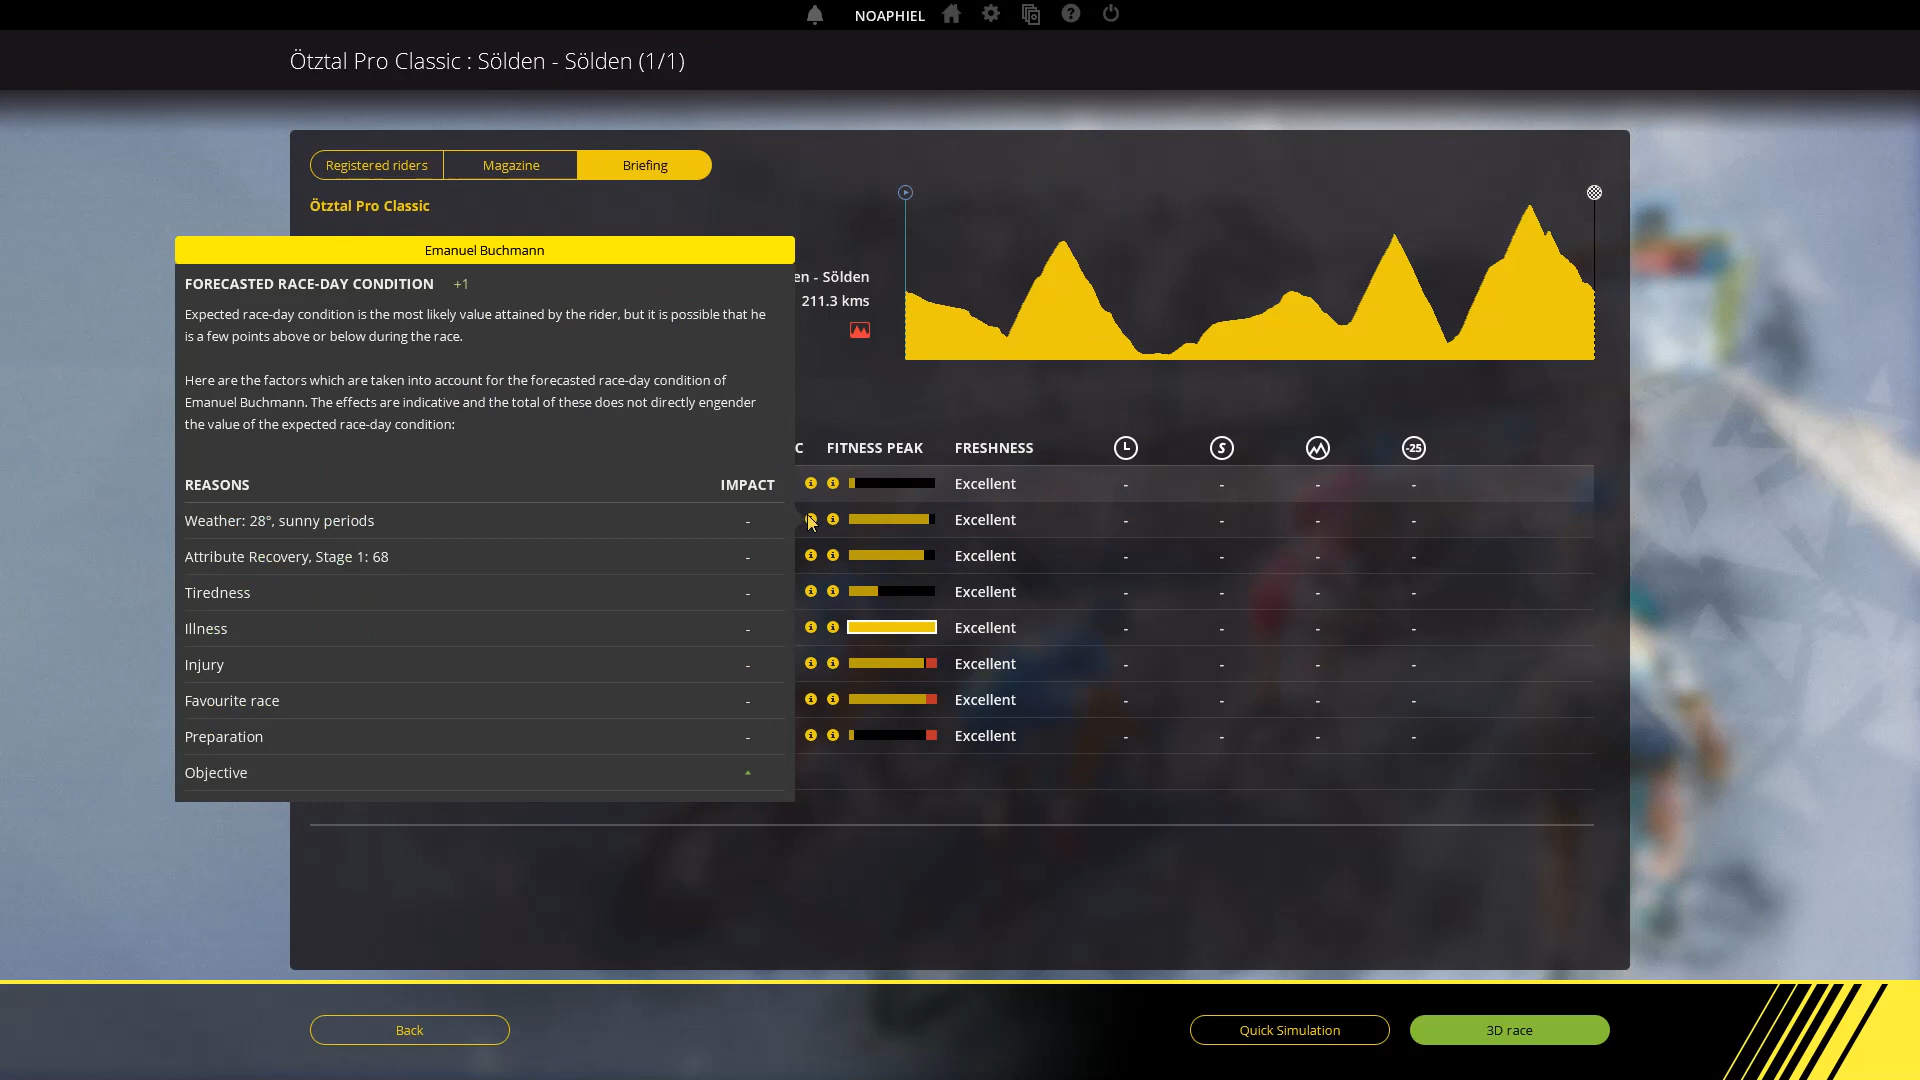 NOAPHIEL
Ötztal Pro Classic : Sölden - Sölden (1/1)
Registered riders
Magazine
Briefing
Ötztal Pro Classic
Emanuel Buchmann
FORECASTED RACE-DAY CONDITION +1
Expected race-day condition is the most likely value attained by the rider, but it is possible that he
is a few points above or below during the race.
Here are the factors which are taken into account for the forecasted race-day condition of
Emanuel Buchmann. The effects are indicative and the total of these does not directly engender
the value of the expected race-day condition:
REASONS IMPACT
Weather: 28°, sunny periods -
Attribute Recovery, Stage 1: 68 -
Tiredness -
Illness -
Injury -
Favourite race -
Preparation -
Objective
en - Sölden
211.3 kms
C FITNESS PEAK FRESHNESS S -25
Excellent - - - -
Excellent - - - -
Excellent - - - -
Excellent - - - -
Excellent - - - -
Excellent - - - -
Excellent - - - -
Excellent - - - -
Back
Quick Simulation
3D race